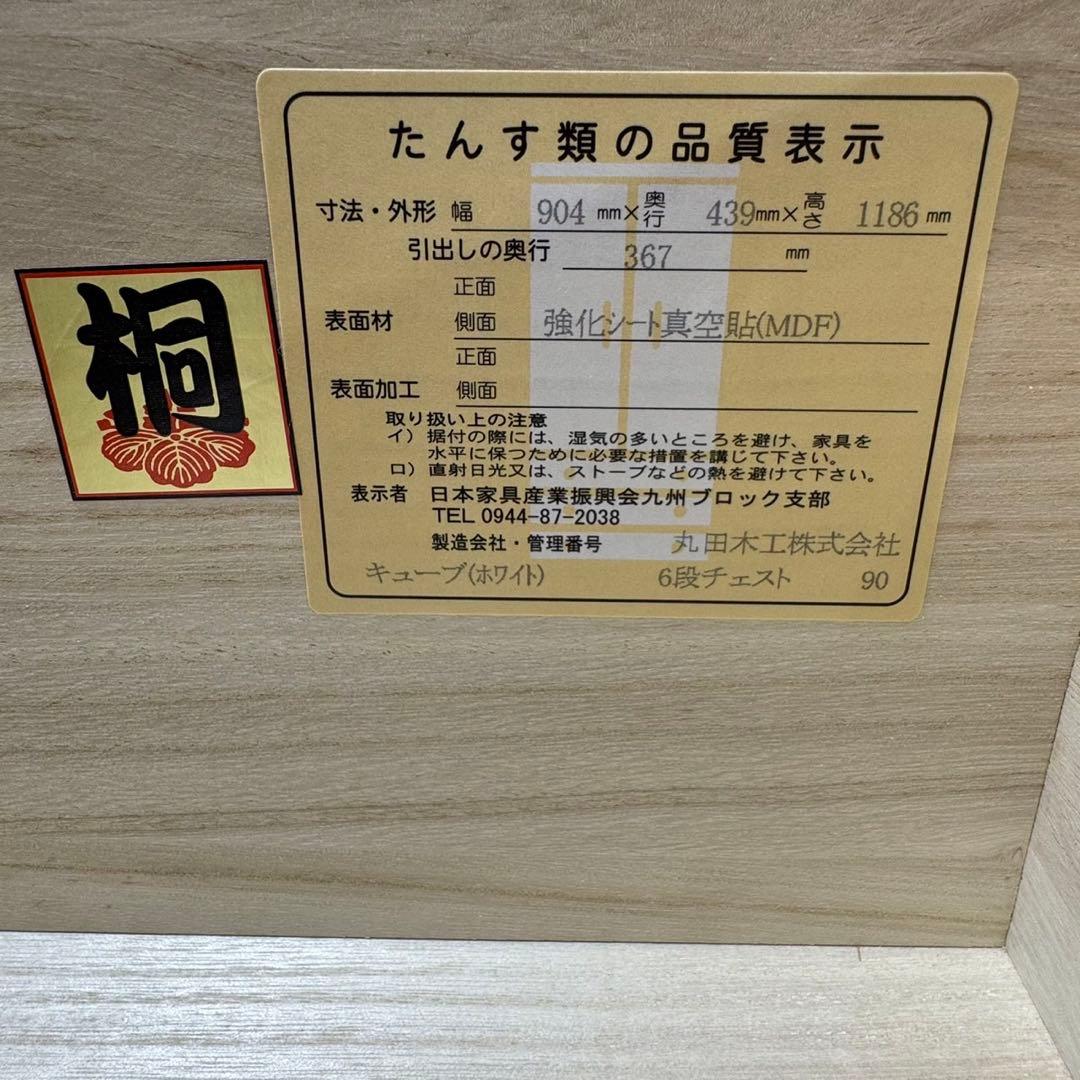 たんす類の品質表示
寸法・外形 幅 904 mm×奥行 439mm×高さ 1186 mm
引出しの奥行 367 mm
正面
表面材 側面 強化シート真空貼(MDF)
正面
表面加工 側面
取り扱い上の注意
イ）据付の際には、湿気の多いところを避け、家具を
水平に保つために必要な措置を講じて下さい。
ロ）直射日光又は、ストーブなどの熱を避けて下さい。
表示者 日本家具産業振興会九州ブロック支部
TEL 0944-87-2038
製造会社・管理番号 丸田木工株式会社
キューブ(ホワイト) 6段チェスト 90
桐